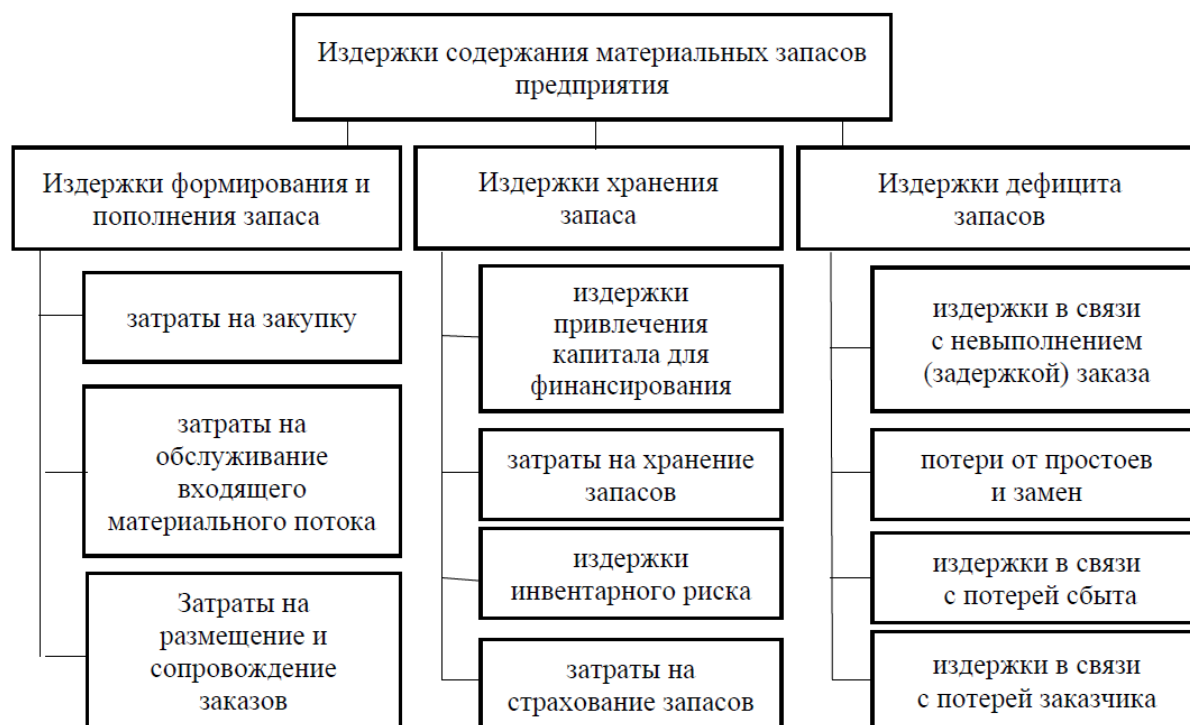 Издержки содержания материальных запасов
предприятия
Издержки формирования и
пополнения запаса
затраты на закупку
затраты на
обслуживание
входящего
материального потока
Затраты на
размещение и
сопровождение
заказов
Издержки хранения
запаса
издержки
привлечения
капитала для
финансирования
затраты на хранение
запасов
издержки
инвентарного риска
затраты на
страхование запасов
Издержки дефицита
запасов
издержки в связи
с невыполнением
(задержкой) заказа
потери от простоев
и замен
издержки в связи
с потерей сбыта
издержки в связи
с потерей заказчика